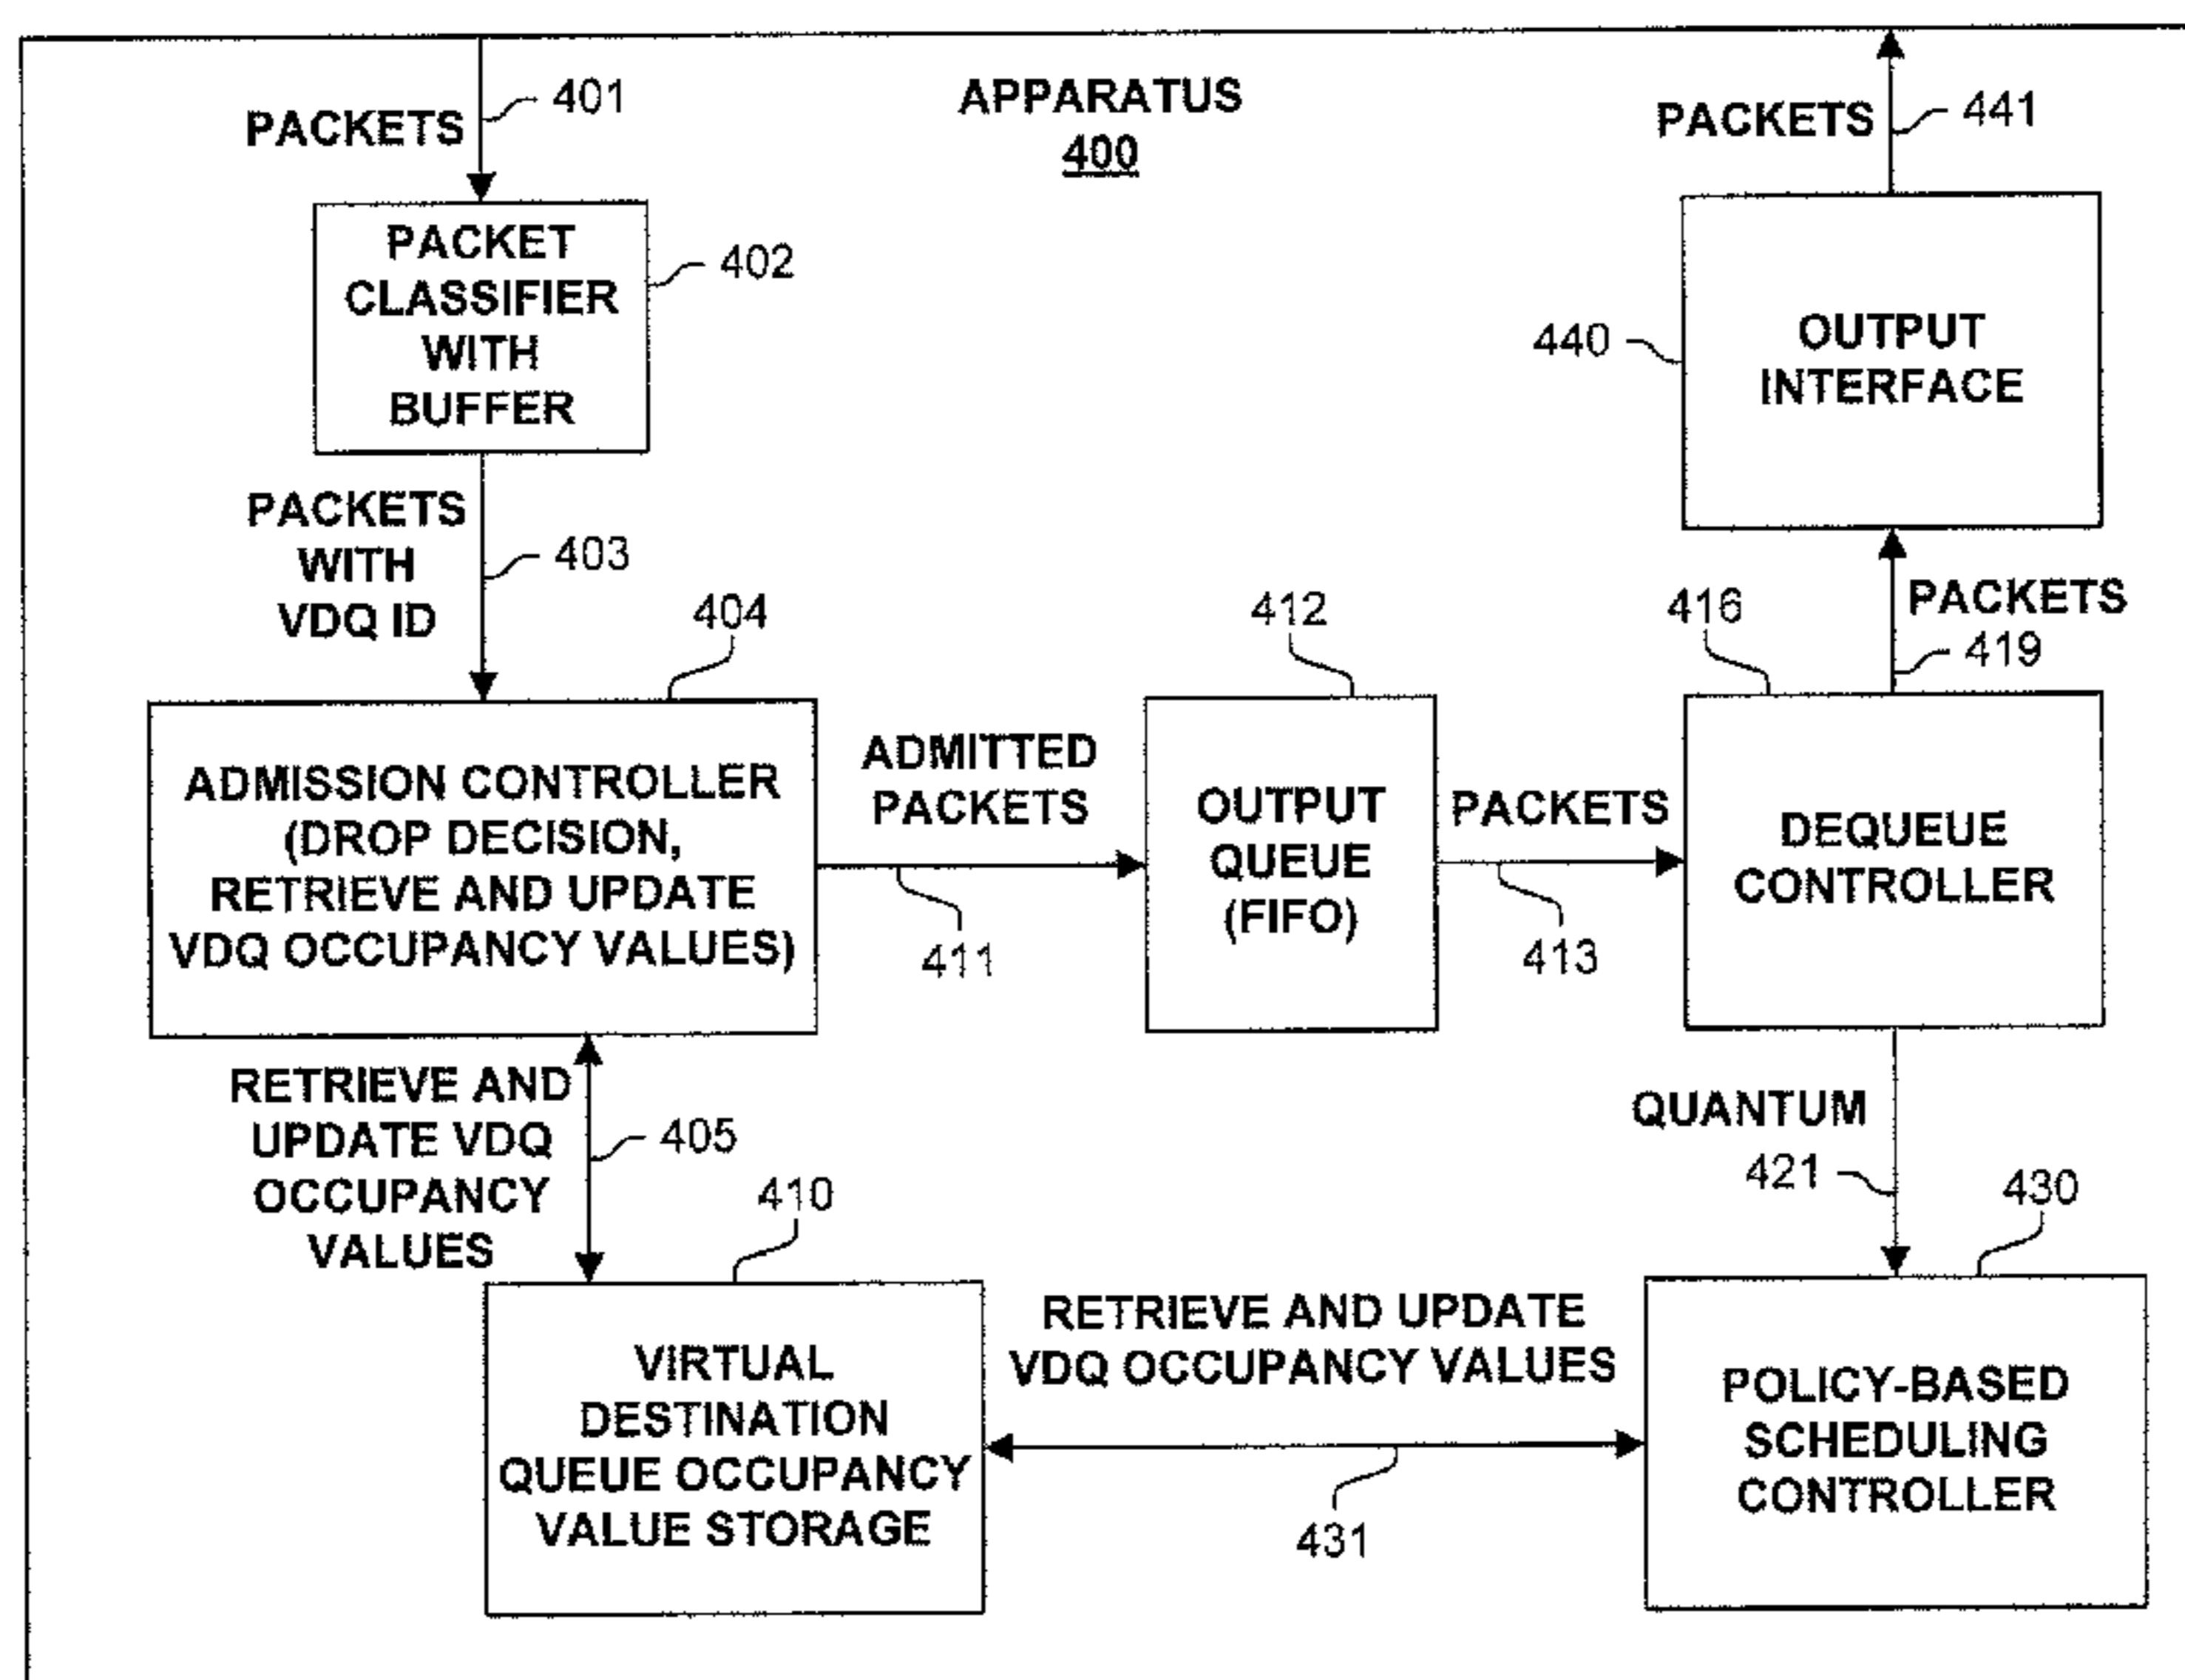 APPARATUS
400
PACKETS
401
PACKET
CLASSIFIER
WITH
BUFFER
402
PACKETS
WITH
VDQ ID
403
404
ADMISSION CONTROLLER
(DROP DECISION,
RETRIEVE AND UPDATE
VDQ OCCUPANCY VALUES)
ADMITTED
PACKETS
411
412
OUTPUT
QUEUE
(FIFO)
PACKETS
413
416
DEQUEUE
CONTROLLER
PACKETS
419
440
OUTPUT
INTERFACE
PACKETS
441
RETRIEVE AND
UPDATE VDQ
OCCUPANCY
VALUES
405
410
VIRTUAL
DESTINATION
QUEUE OCCUPANCY
VALUE STORAGE
RETRIEVE AND UPDATE
VDQ OCCUPANCY VALUES
431
QUANTUM
421
430
POLICY-BASED
SCHEDULING
CONTROLLER